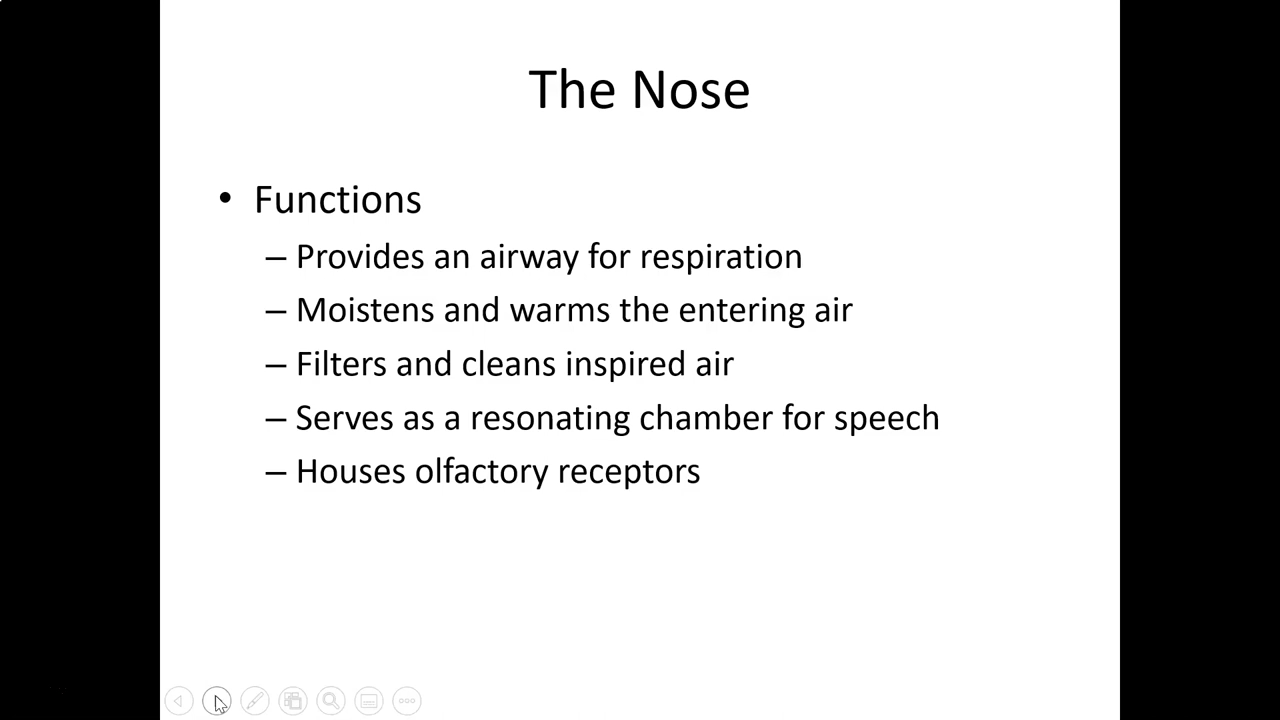 The Nose
• Functions
– Provides an airway for respiration
– Moistens and warms the entering air
– Filters and cleans inspired air
– Serves as a resonating chamber for speech
– Houses olfactory receptors